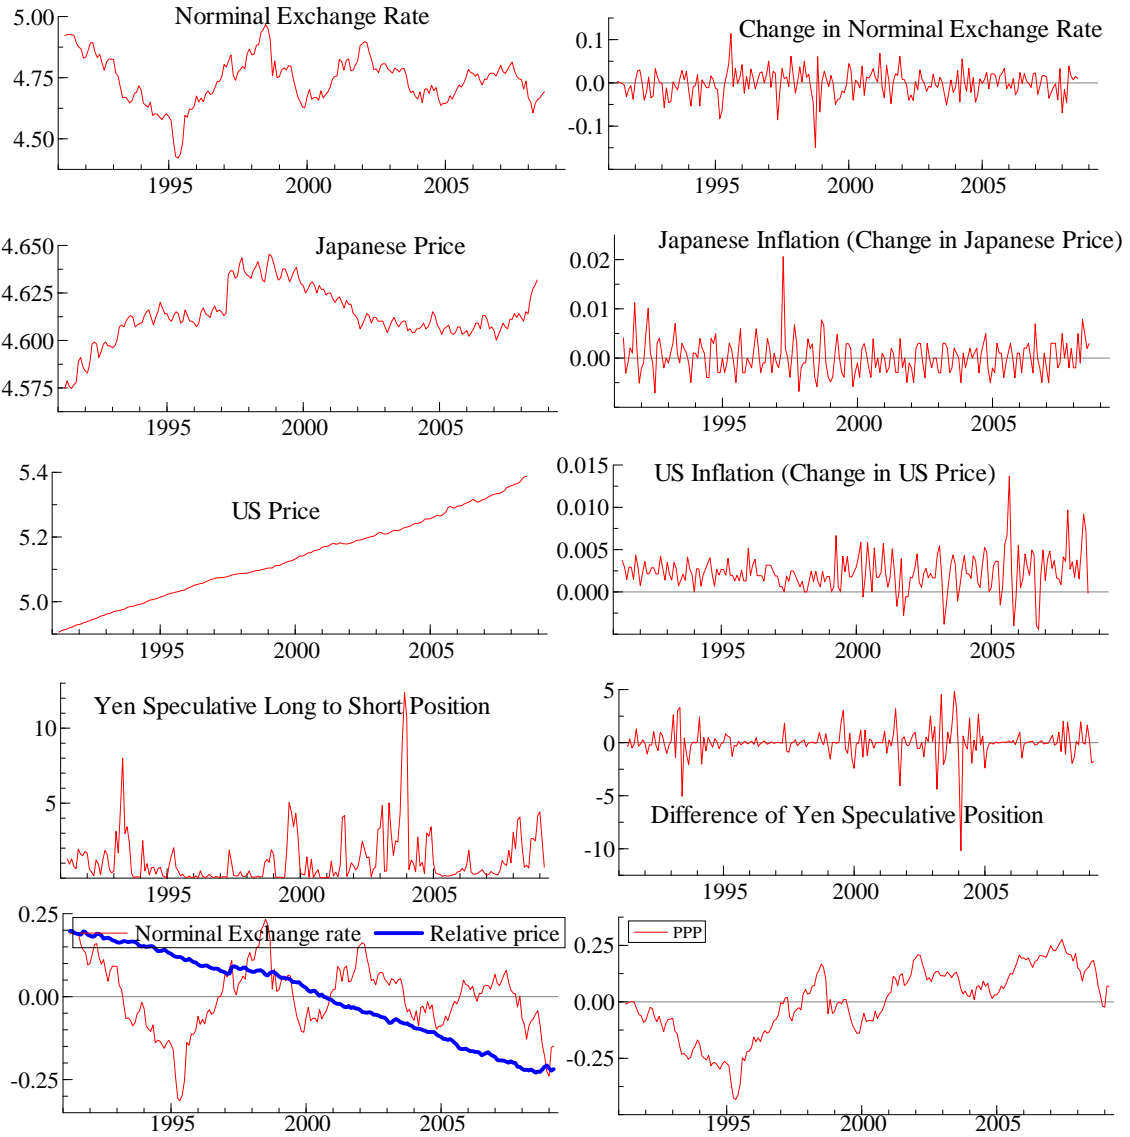 Norminal Exchange Rate
5.00
4.75
4.50
1995 2000 2005
Change in Norminal Exchange Rate
0.1
0.0
-0.1
1995 2000 2005
Japanese Price
4.650
4.625
4.600
4.575
1995 2000 2005
Japanese Inflation (Change in Japanese Price)
0.02
0.01
0.00
1995 2000 2005
US Price
5.4
5.2
5.0
1995 2000 2005
US Inflation (Change in US Price)
0.015
0.010
0.005
0.000
1995 2000 2005
Yen Speculative Long to Short Position
10
5
1995 2000 2005
5
0
-5
Difference of Yen Speculative Position
-10
1995 2000 2005
0.25
Norminal Exchange rate Relative price
0.00
-0.25
1995 2000 2005
PPP
0.25
0.00
-0.25
1995 2000 2005